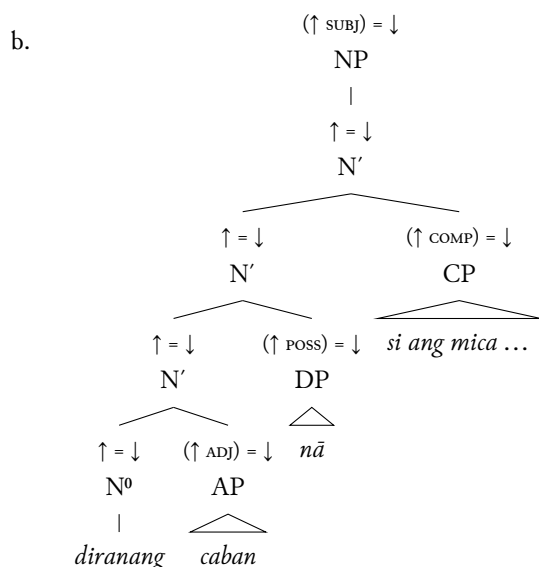 (↑ SUBJ) = ↓
b.
NP
↑ = ↓
N′
↑ = ↓ (↑ COMP) = ↓
N′ CP
↑ = ↓ (↑ POSS) = ↓ si ang mica …
N′ DP
↑ = ↓ (↑ ADJ) = ↓ nā
N⁰ AP
diranang caban